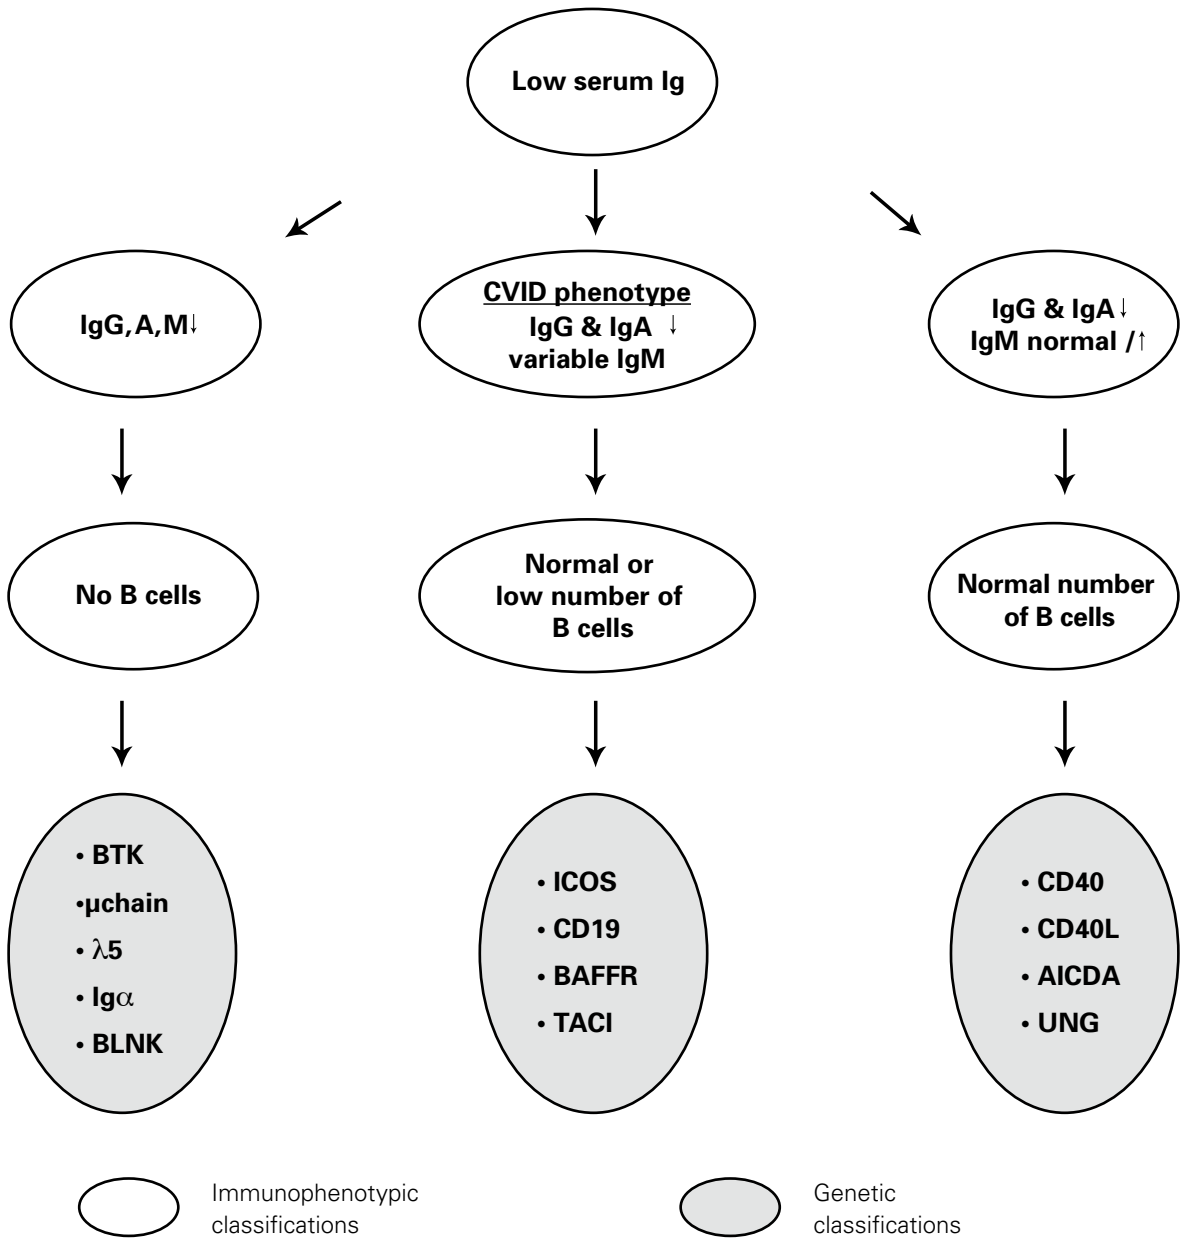 Low serum Ig
IgG, A, M↓
CVID phenotype
IgG & IgA ↓
variable IgM
IgG & IgA↓
IgM normal /↑
No B cells
Normal or
low number of
B cells
Normal number
of B cells
• BTK
•µchain
• λ5
• Igα
• BLNK
• ICOS
• CD19
• BAFFR
• TACI
• CD40
• CD40L
• AICDA
• UNG
Immunophenotypic
classifications
Genetic
classifications